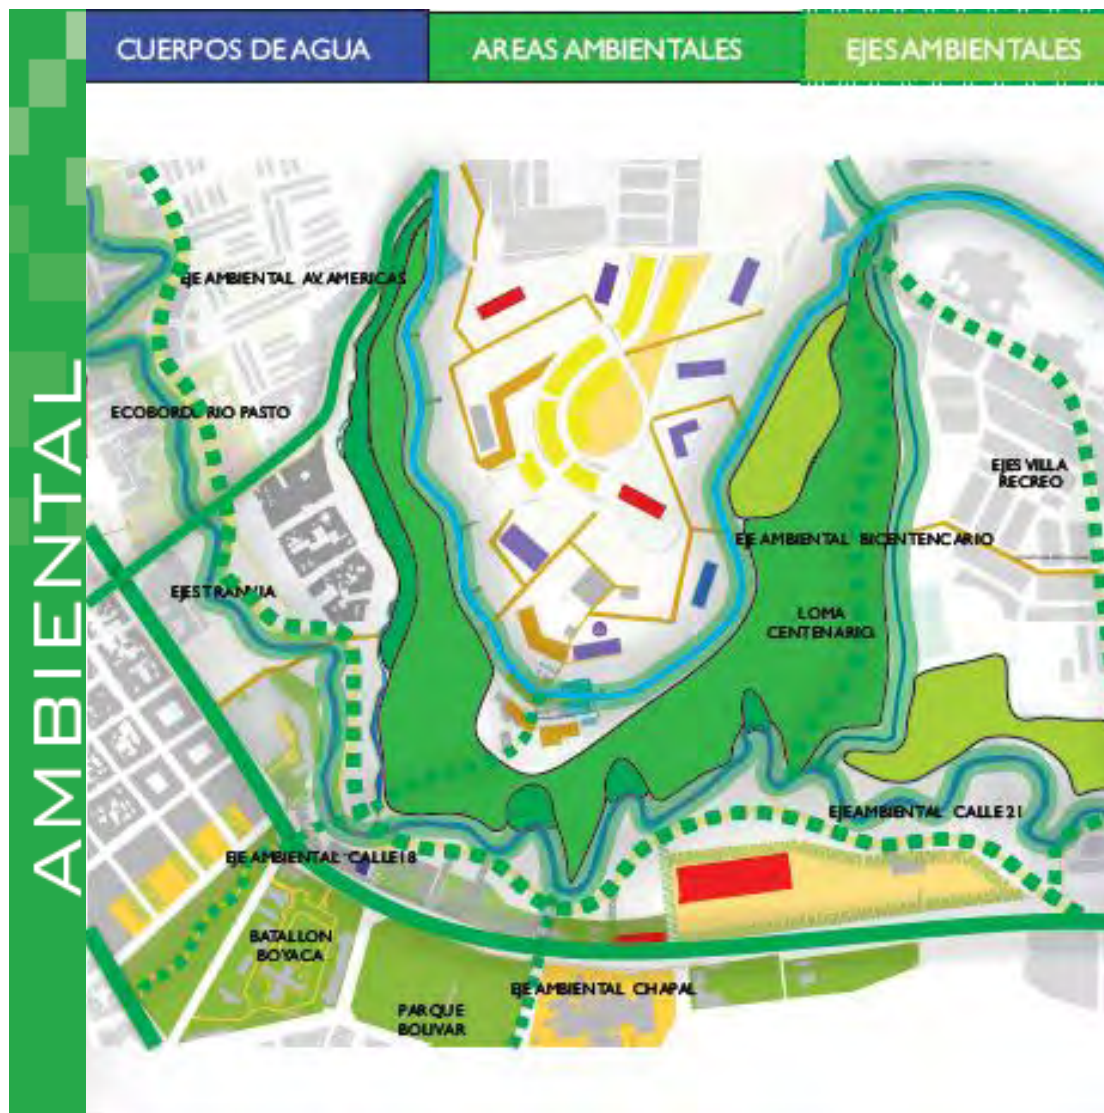 CUERPOS DE AGUA
AREAS AMBIENTALES
EJES AMBIENTALES
AMBIENTAL
EJE AMBIENTAL AV. AMERICAS
ECOBORDE RIO PASTO
EJES VILLA
RECREO
EJE AMBIENTAL BICENTENCARIO
EJES TRANVIA
LOMA
CENTENARIO.
EJE AMBIENTAL CALLE 21
EJE AMBIENTAL CALLE 18
BATALLON
BOYACA
EJE AMBIENTAL CHAPAL
PARQUE
BOLIVAR